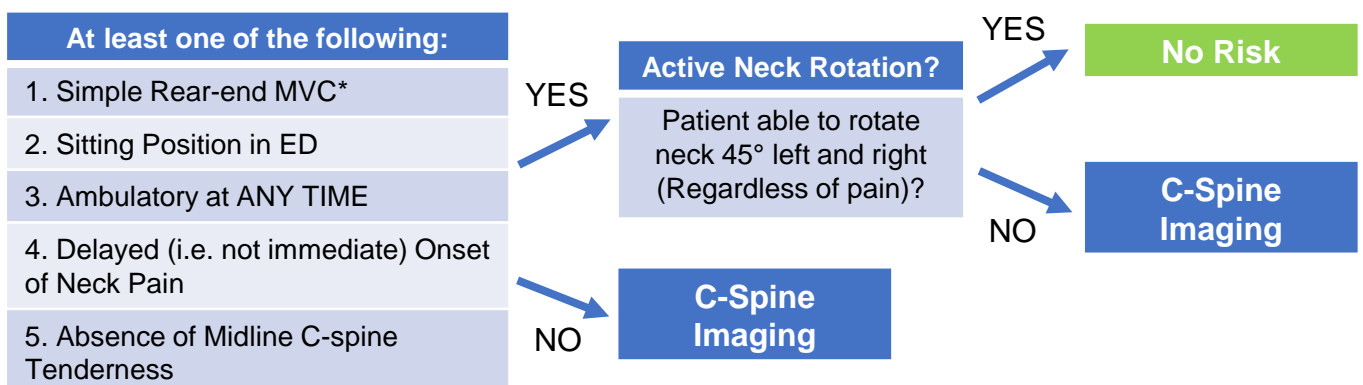 At least one of the following:
1. Simple Rear-end MVC*
2. Sitting Position in ED
3. Ambulatory at ANY TIME
4. Delayed (i.e. not immediate) Onset
of Neck Pain
5. Absence of Midline C-spine
Tenderness
YES
NO
Active Neck Rotation?
Patient able to rotate
neck 45° left and right
(Regardless of pain)?
C-Spine
Imaging
YES
NO
No Risk
C-Spine
Imaging